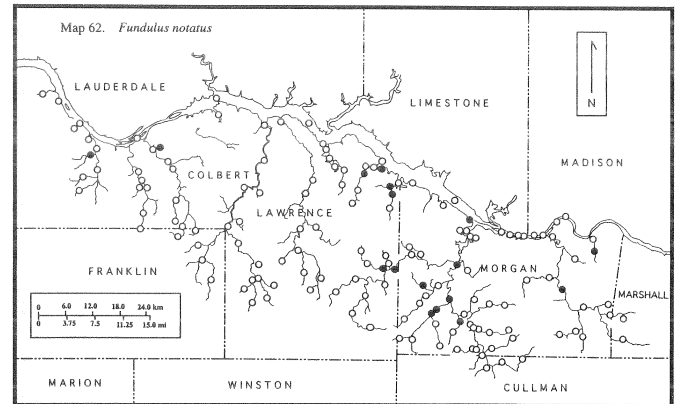 Map 62. Fundulus notatus
LAUDERDALE
LIMESTONE
N
MADISON
COLBERT
LAWRENCE
FRANKLIN
MORGAN
MARSHALL
0 6.0 12.0 18.0 24.0 km
0 3.75 7.5 11.25 15.0 mi
MARION
WINSTON
CULLMAN